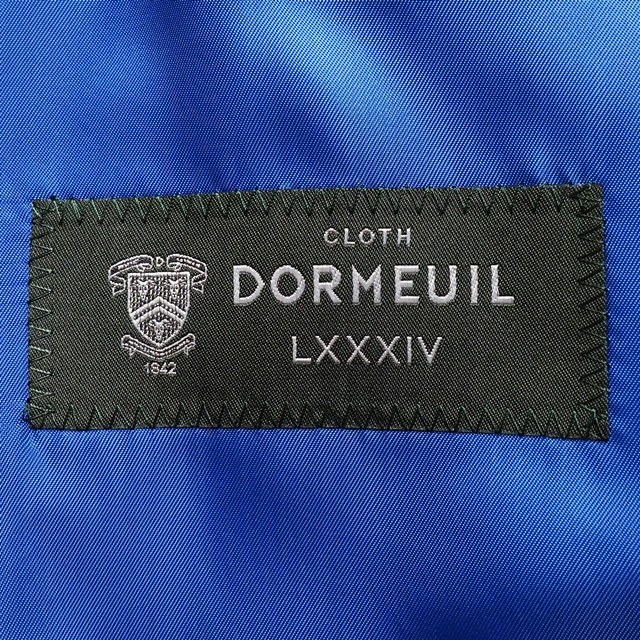 CLOTH
DORMEUIL
LXXXIV
D
1842